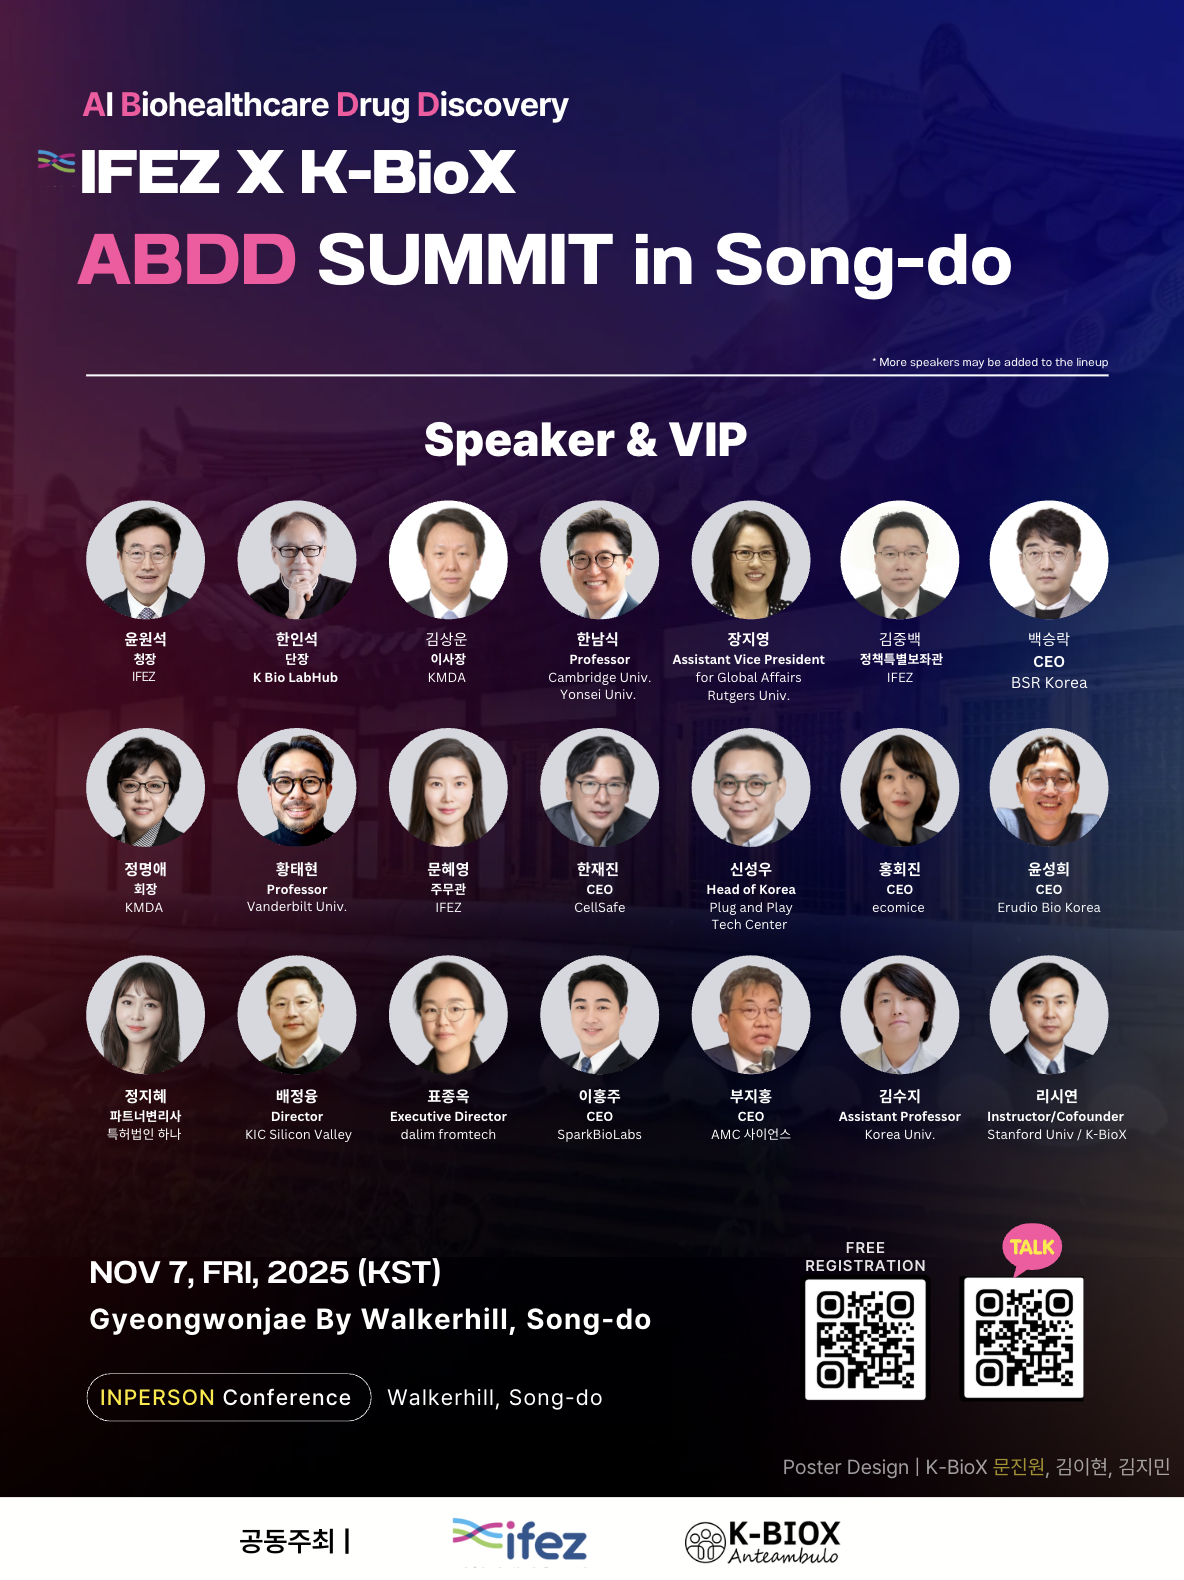 AI Biohealthcare Drug Discovery
IFEZ X K-BioX
ABDD SUMMIT in Song-do
* More speakers may be added to the lineup
Speaker & VIP
윤원석
청장
IFEZ
한인석
단장
K Bio LabHub
김상운
이사장
KMDA
한남식
Professor
Cambridge Univ.
Yonsei Univ.
장지영
Assistant Vice President
for Global Affairs
Rutgers Univ.
김중백
정책특별보좌관
IFEZ
백승락
CEO
BSR Korea
정명애
회장
KMDA
황태현
Professor
Vanderbilt Univ.
문혜영
주무관
IFEZ
한재진
CEO
CellSafe
신성우
Head of Korea
Plug and Play
Tech Center
홍희진
CEO
ecomice
윤성희
CEO
Erudio Bio Korea
정지혜
파트너변리사
특허법인 하나
배정융
Director
KIC Silicon Valley
표종옥
Executive Director
dalim fromtech
이홍주
CEO
SparkBioLabs
부지홍
CEO
AMC 사이언스
김수지
Assistant Professor
Korea Univ.
리시연
Instructor/Cofounder
Stanford Univ / K-BioX
NOV 7, FRI, 2025 (KST)
Gyeongwonjae By Walkerhill, Song-do
INPERSON Conference
Walkerhill, Song-do
FREE
REGISTRATION
TALK
Poster Design | K-BioX 문진원, 김이현, 김지민
공동주최 |
ifez
K-BIOX
Anteambulo